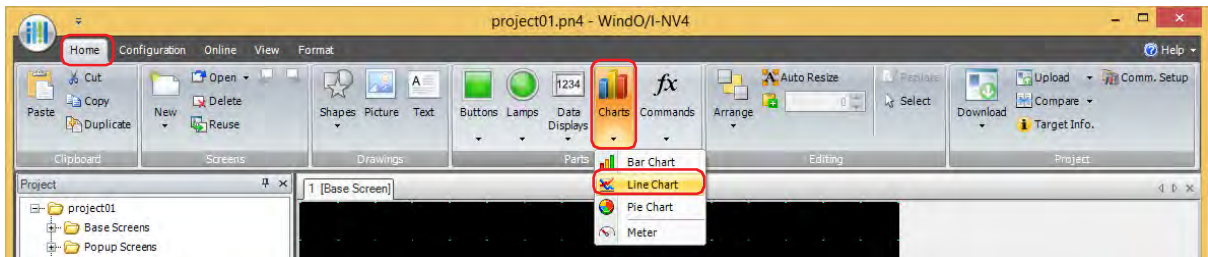 project01.pn4 - WindO/I-NV4
Home Configuration Online View Format Help
Cut Open Auto Resize Replace Upload Comm. Setup
Copy Delete 1234 fx Select Compare
Paste Duplicate New Reuse Shapes Picture Text Buttons Lamps Data Displays Charts Commands Arrange 0 Download Target Info.
Clipboard Screens Drawings Parts Editing Project
Bar Chart
Project 1 [Base Screen] Line Chart
project01 Pie Chart
Base Screens Meter
Popup Screens